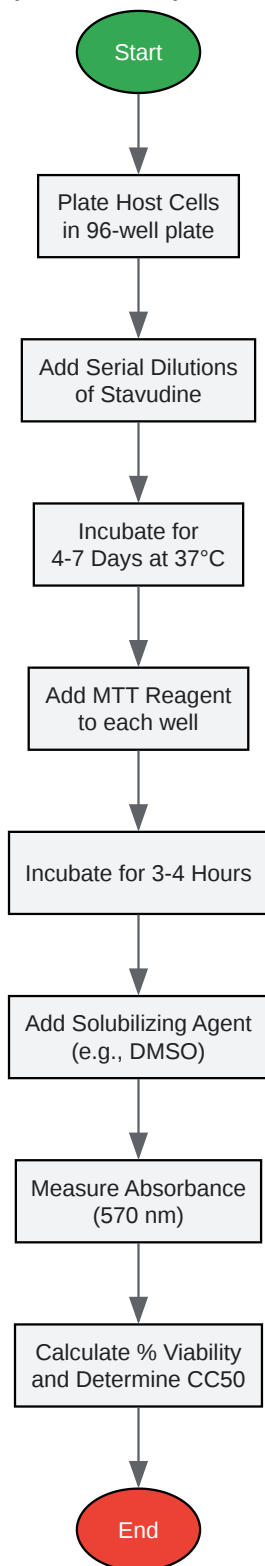 Start
Plate Host Cells
in 96-well plate
Add Serial Dilutions
of Stavudine
Incubate for
4-7 Days at 37°C
Add MTT Reagent
to each well
Incubate for 3-4 Hours
Add Solubilizing Agent
(e.g., DMSO)
Measure Absorbance
(570 nm)
Calculate % Viability
and Determine CC50
End